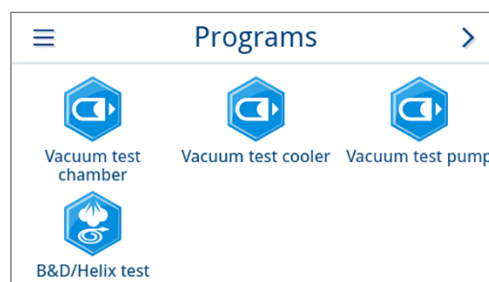 Programs
Vacuum test
chamber
Vacuum test cooler
Vacuum test pump
B&D/Helix test